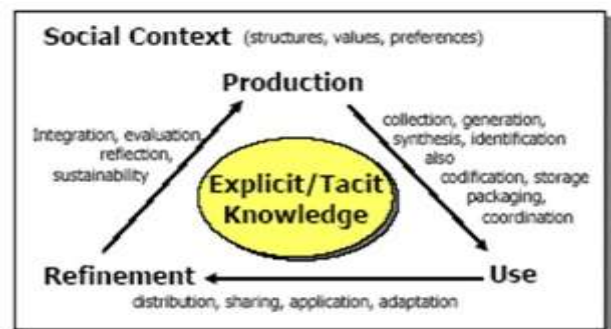 Social Context (structures, values, preferences)
Production
Integration, evaluation
reflection,
sustainability
collection, generation,
synthesis, identification
also
codification, storage
packaging,
coordination
Explicit/Tacit
Knowledge
Refinement
Use
distribution, sharing, application, adaptation